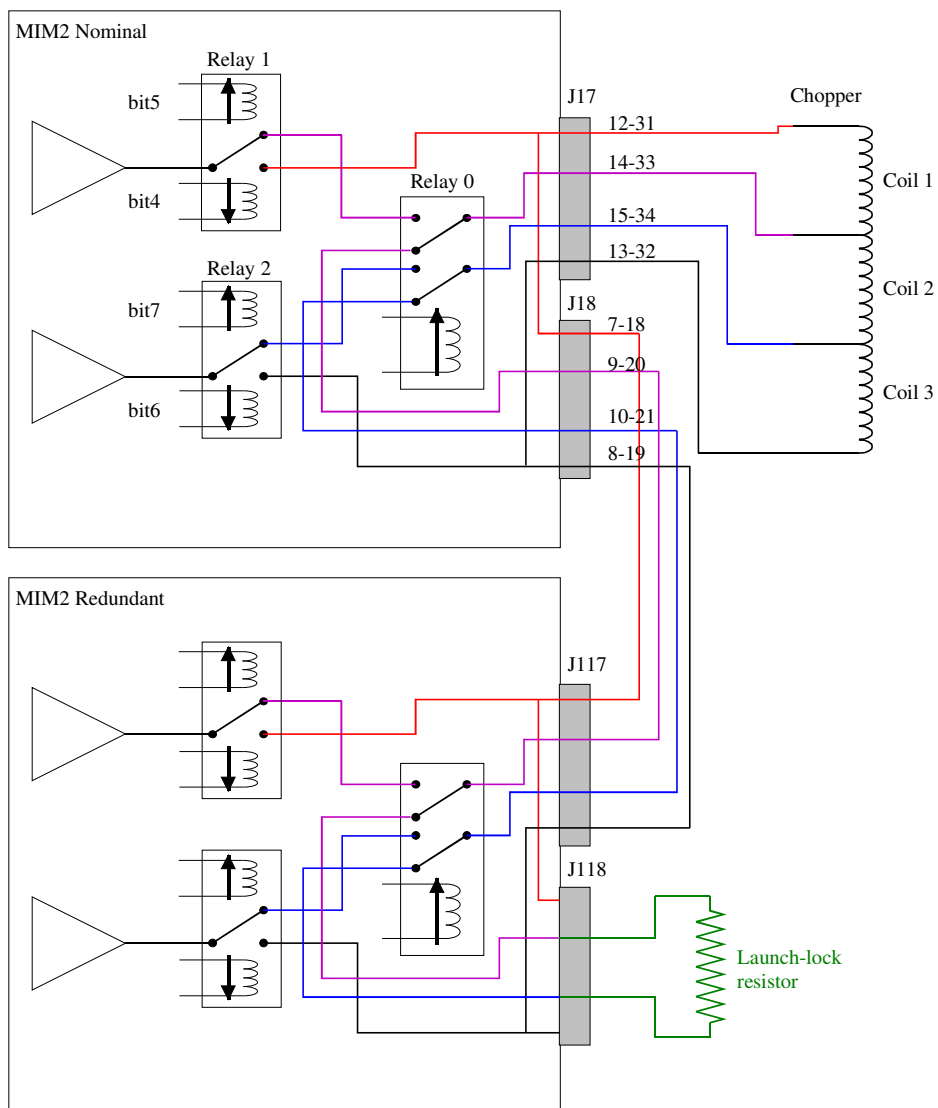 MIM2 Nominal
Relay 1
bit5
bit4
Relay 0
Relay 2
bit7
bit6
J17
12-31
14-33
15-34
13-32
J18
7-18
9-20
10-21
8-19
Chopper
Coil 1
Coil 2
Coil 3
MIM2 Redundant
J117
J118
Launch-lock
resistor